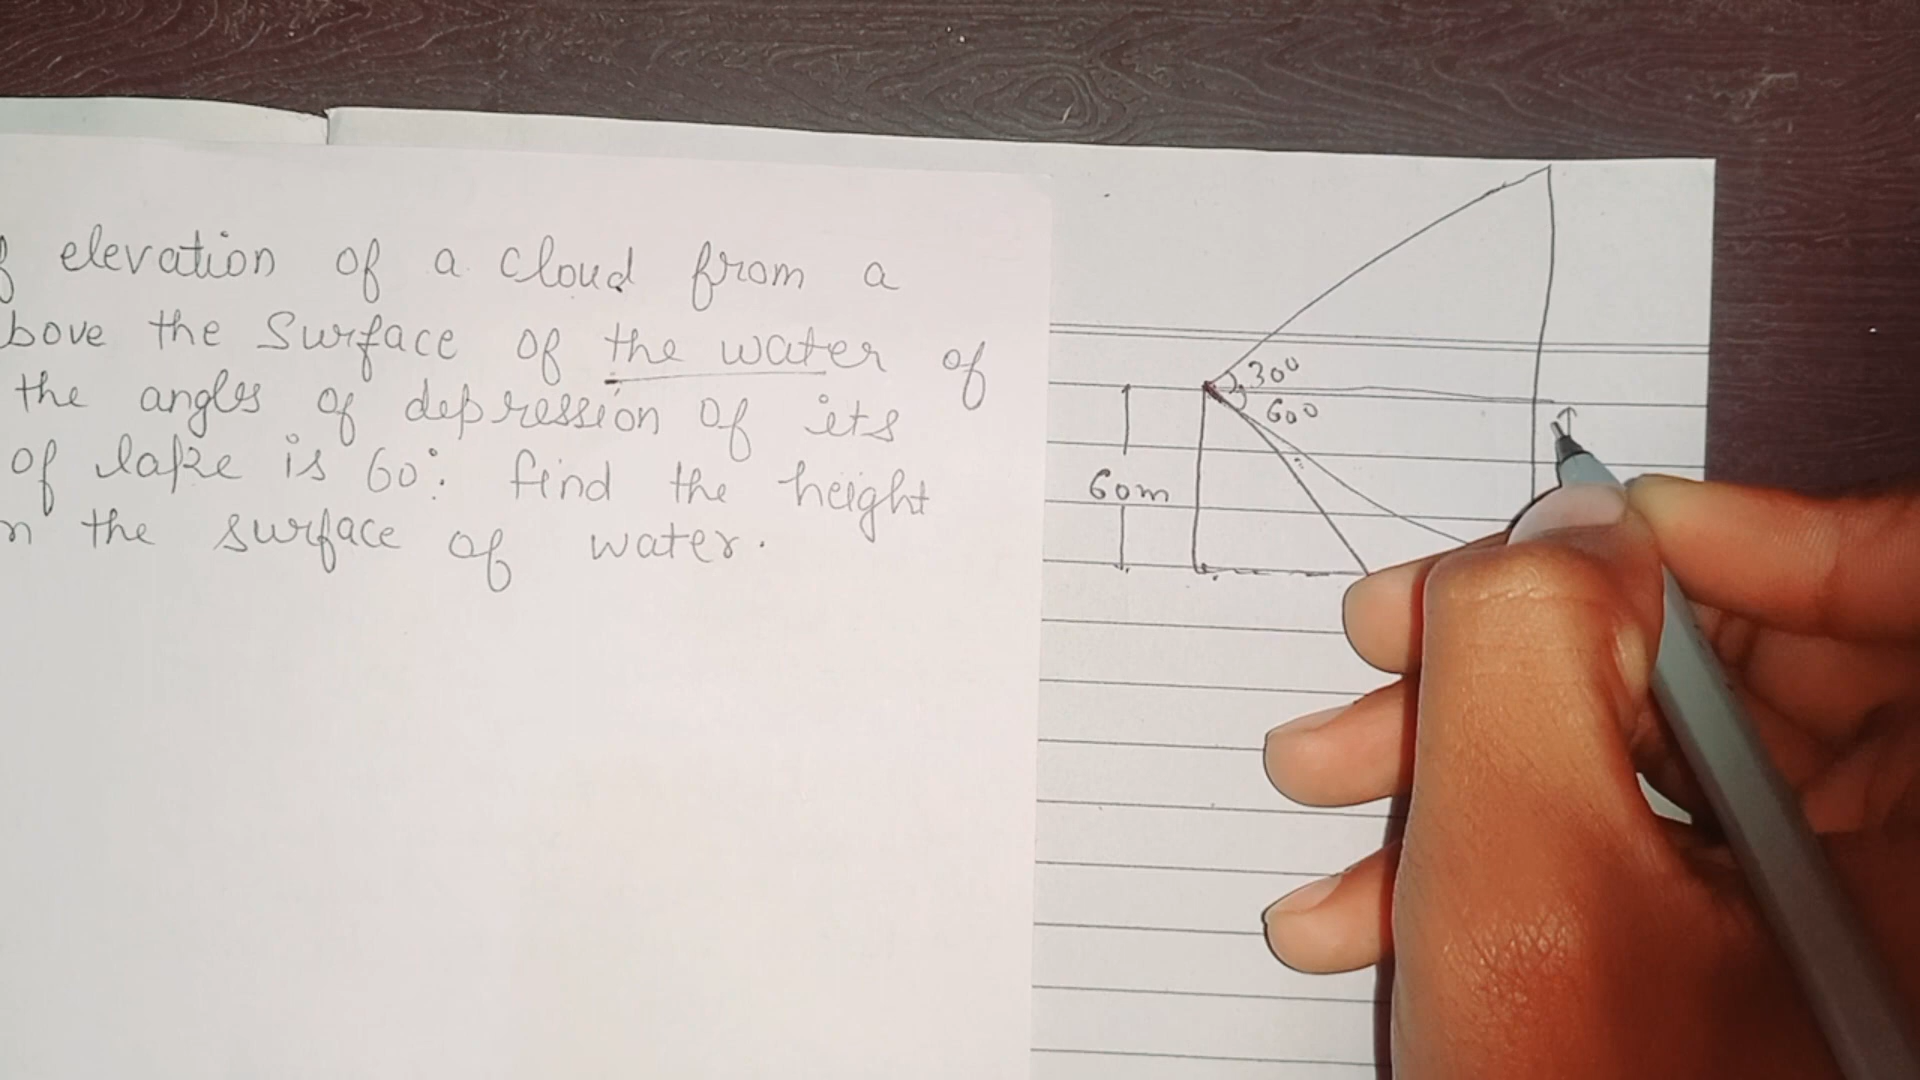 elevation of a cloud from a
bove the Surface of the water of
the angles of depression of its
of lake is 60°. find the height
n the surface of water.
30°
60°
60m